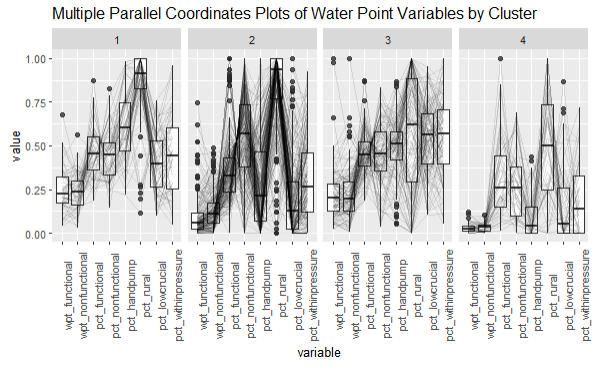 Multiple Parallel Coordinates Plots of Water Point Variables by Cluster
1 2 3 4
value
1.00
0.75
0.50
0.25
0.00
wpt_functional wpt_nonfunctional pct_functional pct_nonfunctional pct_handpump pct_rural pct_lowcrucial pct_withinpressure wpt_functional wpt_nonfunctional pct_functional pct_nonfunctional pct_handpump pct_rural pct_lowcrucial pct_withinpressure wpt_functional wpt_nonfunctional pct_functional pct_nonfunctional pct_handpump pct_rural pct_lowcrucial pct_withinpressure wpt_functional wpt_nonfunctional pct_functional pct_nonfunctional pct_handpump pct_rural pct_lowcrucial pct_withinpressure
variable